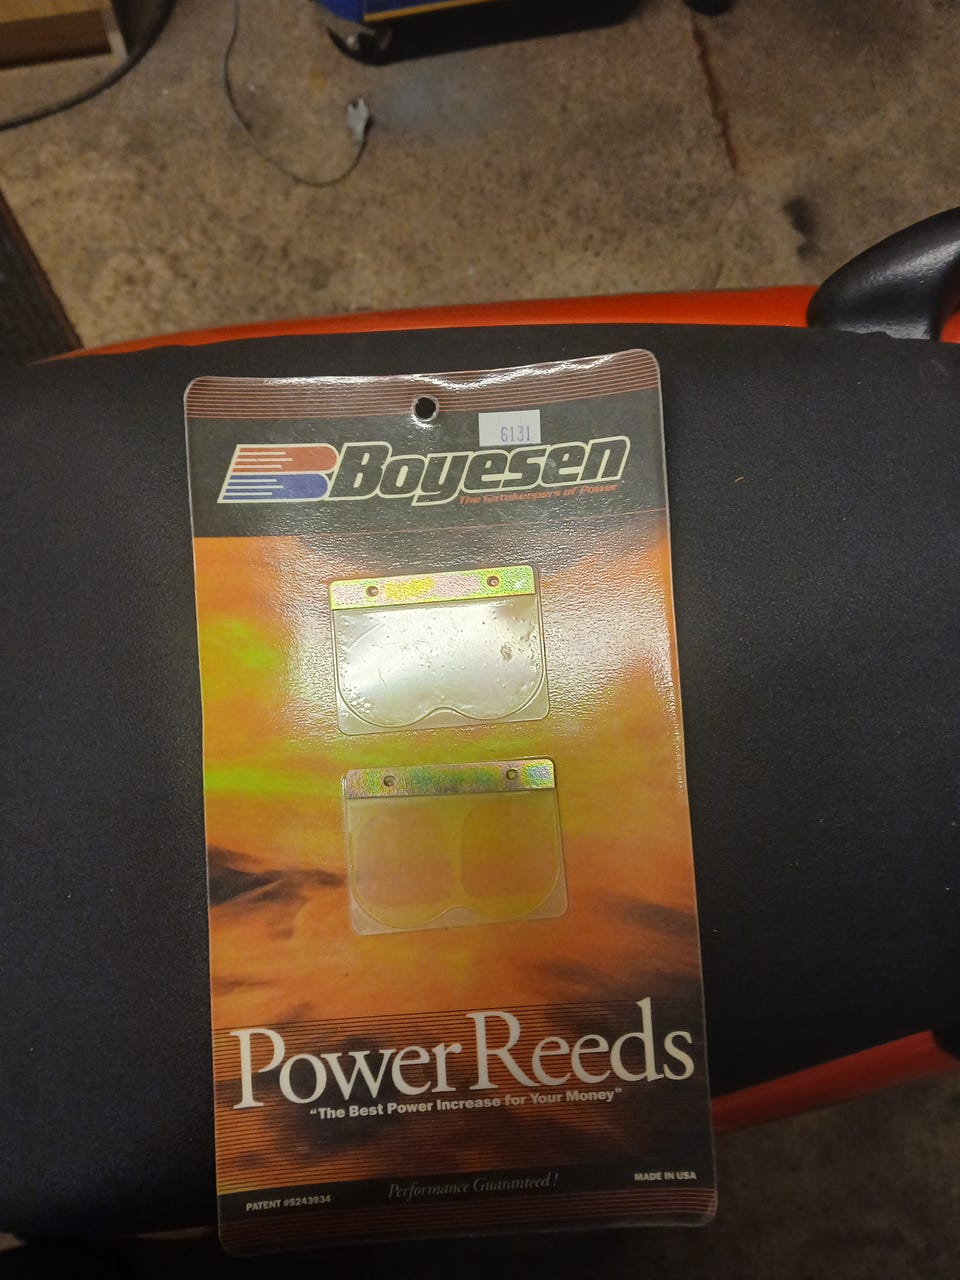 6131
Boyesen
The Gatekeepers of Power
Power Reeds
"The Best Power Increase for Your Money"
PATENT #5243934
Performance Guaranteed!
MADE IN USA